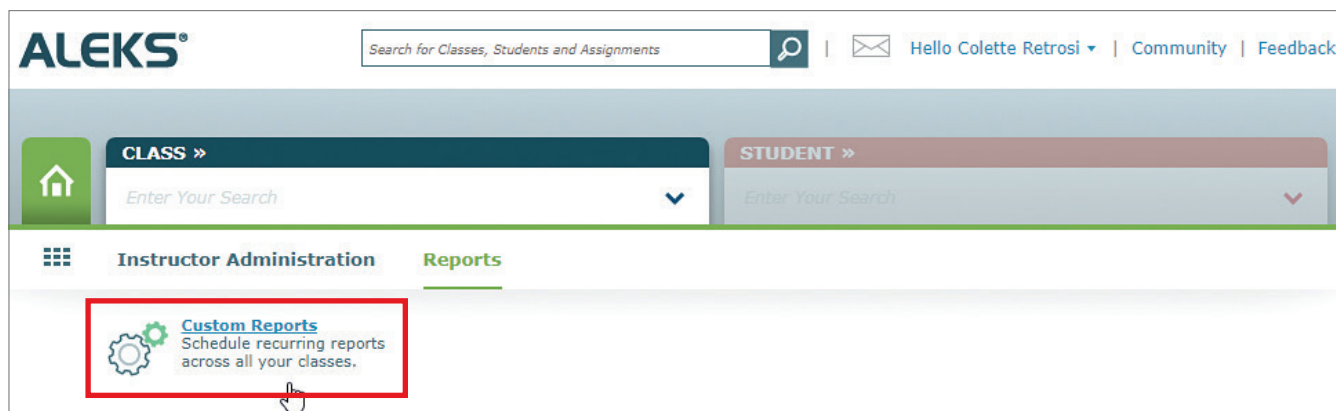 ALEKS®
Search for Classes, Students and Assignments
| Hello Colette Retrosi ▾ | Community | Feedback
CLASS »
Enter Your Search
STUDENT »
Enter Your Search
Instructor Administration
Reports
Custom Reports
Schedule recurring reports
across all your classes.